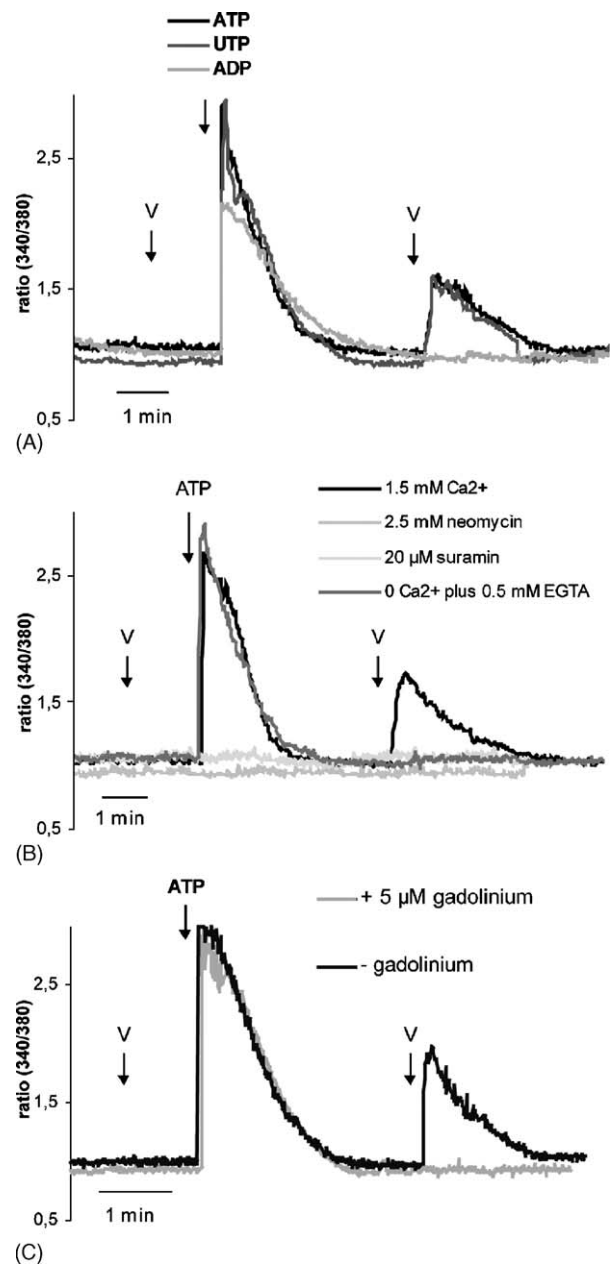 ATP
UTP
ADP
2,5
V
V
1,5
ratio (340/380)
0,5
1 min
(A)
ATP
1.5 mM Ca2+
2.5 mM neomycin
20 µM suramin
0 Ca2+ plus 0.5 mM EGTA
2,5
V
V
1,5
ratio (340/380)
0,5
1 min
(B)
ATP
+ 5 µM gadolinium
- gadolinium
2,5
V
V
1,5
ratio (340/380)
0,5
1 min
(C)